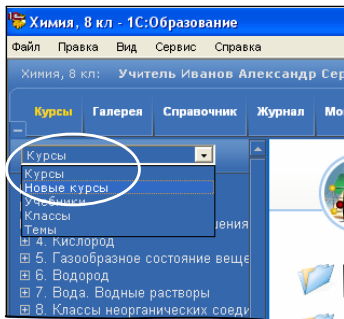 Химия, 8 кл - 1С:Образование
Файл Правка Вид Сервис Справка
Химия, 8 кл: Учитель Иванов Александр Сер
Курсы Галерея Справочник Журнал Мо
Курсы
Курсы
Новые курсы
Учебники
Классы
Темы
4. Кислород
5. Газообразное состояние веще
6. Водород
7. Вода. Водные растворы
8. Классы неорганических соеди